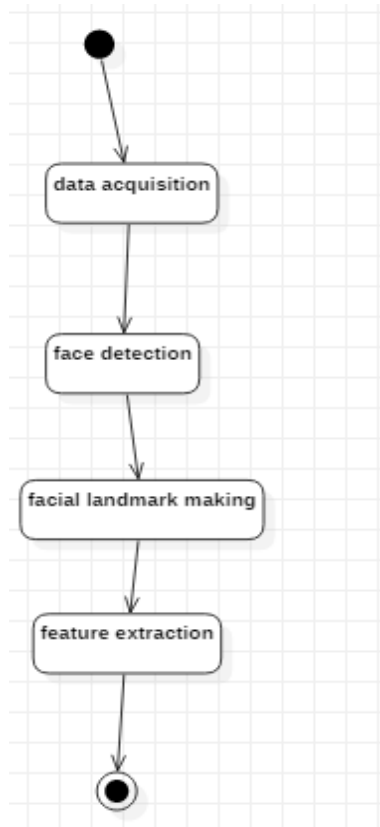 data acquisition
face detection
facial landmark making
feature extraction